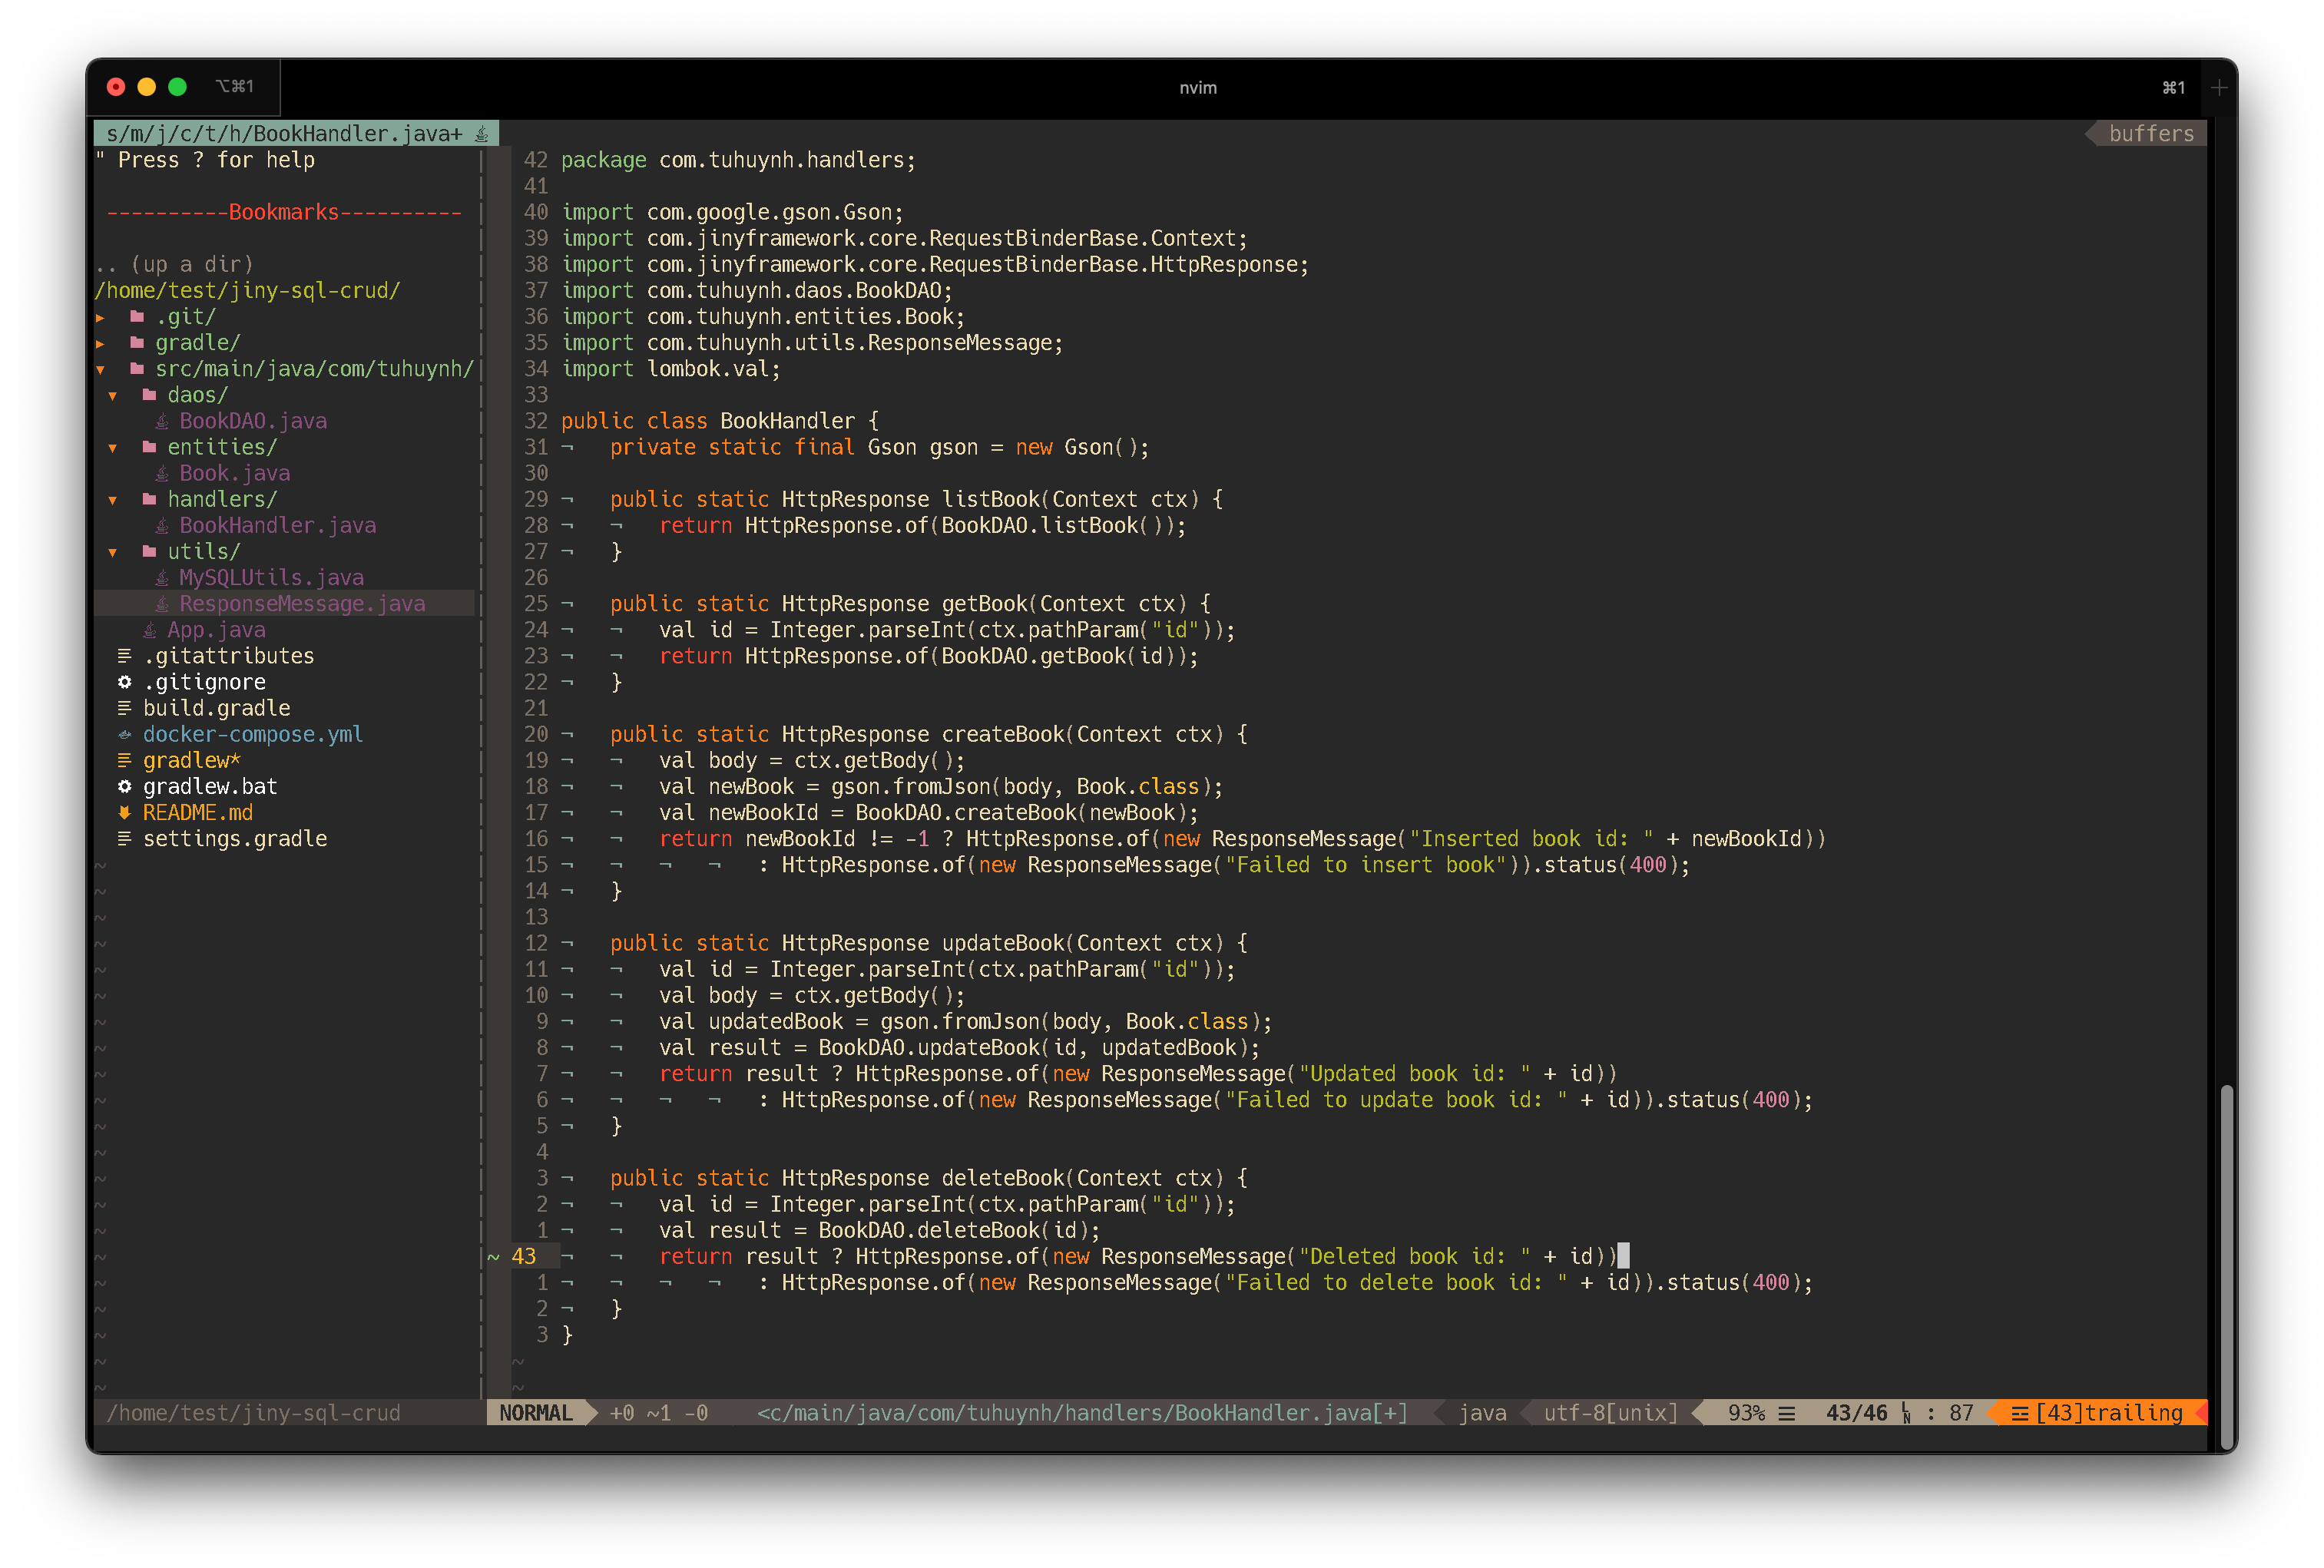 ⌥⌘1 nvim ⌘1 +
s/m/j/c/t/h/BookHandler.java+ buffers
" Press ? for help
----------Bookmarks----------
.. (up a dir)
/home/test/jiny-sql-crud/
▸ .git/
▸ gradle/
▾ src/main/java/com/tuhuynh/
▾ daos/
BookDAO.java
▾ entities/
Book.java
▾ handlers/
BookHandler.java
▾ utils/
MySQLUtils.java
ResponseMessage.java
App.java
.gitattributes
.gitignore
build.gradle
docker-compose.yml
gradlew*
gradlew.bat
README.md
settings.gradle
42 package com.tuhuynh.handlers;
41
40 import com.google.gson.Gson;
39 import com.jinyframework.core.RequestBinderBase.Context;
38 import com.jinyframework.core.RequestBinderBase.HttpResponse;
37 import com.tuhuynh.daos.BookDAO;
36 import com.tuhuynh.entities.Book;
35 import com.tuhuynh.utils.ResponseMessage;
34 import lombok.val;
33
32 public class BookHandler {
31 ¬ private static final Gson gson = new Gson();
30
29 ¬ public static HttpResponse listBook(Context ctx) {
28 ¬ ¬ return HttpResponse.of(BookDAO.listBook());
27 ¬ }
26
25 ¬ public static HttpResponse getBook(Context ctx) {
24 ¬ ¬ val id = Integer.parseInt(ctx.pathParam("id"));
23 ¬ ¬ return HttpResponse.of(BookDAO.getBook(id));
22 ¬ }
21
20 ¬ public static HttpResponse createBook(Context ctx) {
19 ¬ ¬ val body = ctx.getBody();
18 ¬ ¬ val newBook = gson.fromJson(body, Book.class);
17 ¬ ¬ val newBookId = BookDAO.createBook(newBook);
16 ¬ ¬ return newBookId != -1 ? HttpResponse.of(new ResponseMessage("Inserted book id: " + newBookId))
15 ¬ ¬ ¬ ¬ : HttpResponse.of(new ResponseMessage("Failed to insert book")).status(400);
14 ¬ }
13
12 ¬ public static HttpResponse updateBook(Context ctx) {
11 ¬ ¬ val id = Integer.parseInt(ctx.pathParam("id"));
10 ¬ ¬ val body = ctx.getBody();
9 ¬ ¬ val updatedBook = gson.fromJson(body, Book.class);
8 ¬ ¬ val result = BookDAO.updateBook(id, updatedBook);
7 ¬ ¬ return result ? HttpResponse.of(new ResponseMessage("Updated book id: " + id))
6 ¬ ¬ ¬ ¬ : HttpResponse.of(new ResponseMessage("Failed to update book id: " + id)).status(400);
5 ¬ }
4
3 ¬ public static HttpResponse deleteBook(Context ctx) {
2 ¬ ¬ val id = Integer.parseInt(ctx.pathParam("id"));
1 ¬ ¬ val result = BookDAO.deleteBook(id);
~ 43 ¬ ¬ return result ? HttpResponse.of(new ResponseMessage("Deleted book id: " + id))
1 ¬ ¬ ¬ ¬ : HttpResponse.of(new ResponseMessage("Failed to delete book id: " + id)).status(400);
2 ¬ }
3 }
~
~
/home/test/jiny-sql-crud NORMAL +0 ~1 -0 <c/main/java/com/tuhuynh/handlers/BookHandler.java[+] java utf-8[unix] 93% ☰ 43/46 ␤ : 87 ☲ [43]trailing